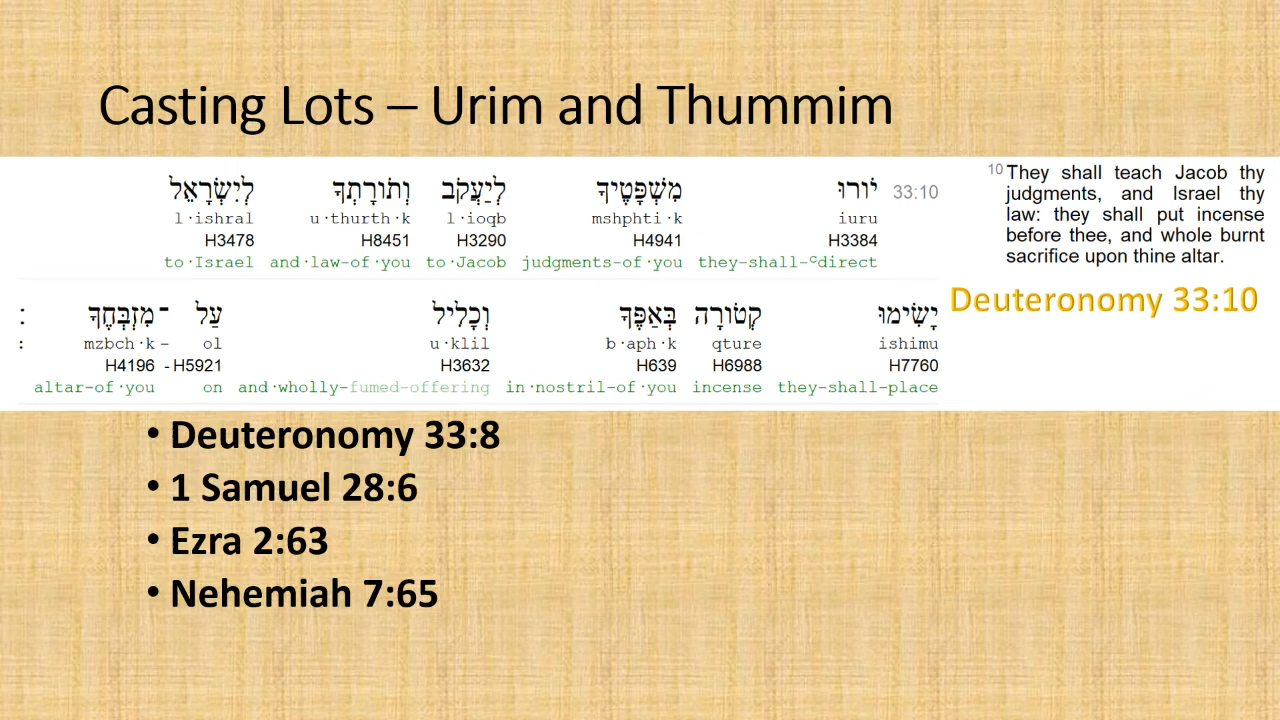 Casting Lots – Urim and Thummim
33:10 יֹורוּ מִשְׁפָּטֶיךָ לְיַעֲקֹב וְתֹורָתְךָ לְיִשְׂרָאֵל
l·ishral u·thurth·k l·ioqb mshphti·k iuru
H3478 H8451 H3290 H4941 H3384
to·Israel and·law-of·you to·Jacob judgments-of·you they-shall-ᶜdirect
יָשִׂימוּ קְטֹורָה בְּאַפֶּךָ וְכָלִיל עַל ־ מִזְבְּחֶךָ :
: mzbch·k – ol u·klil b·aph·k qture ishimu
H4196 - H5921 H3632 H639 H6988 H7760
altar-of·you on and·wholly-fumed-offering in·nostril-of·you incense they-shall-place
10 They shall teach Jacob thy
judgments, and Israel thy
law: they shall put incense
before thee, and whole burnt
sacrifice upon thine altar.
Deuteronomy 33:10
• Deuteronomy 33:8
• 1 Samuel 28:6
• Ezra 2:63
• Nehemiah 7:65